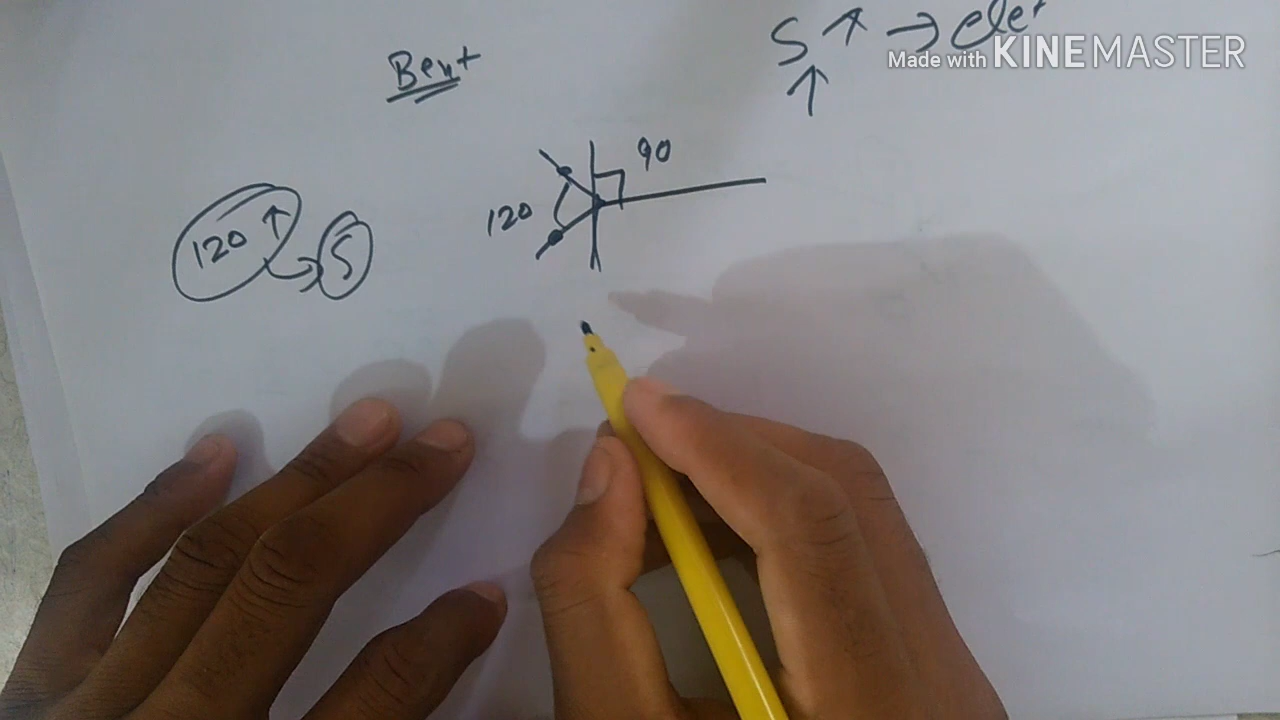 S ↑ → ele
Made with KINEMASTER
↑
Bent
90
120
120 ↑ → S